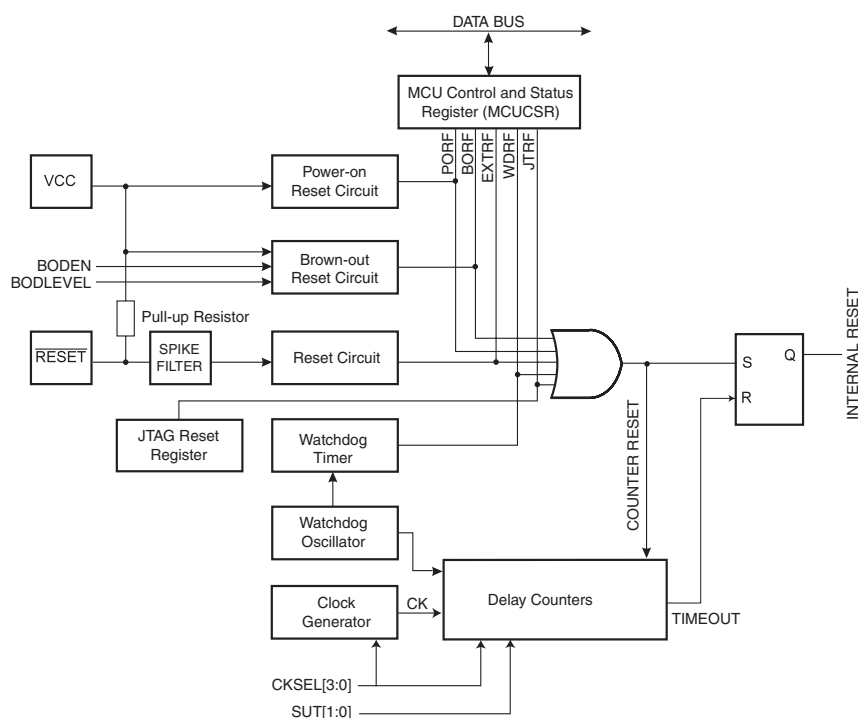 DATA BUS
MCU Control and Status
Register (MCUCSR)
PORF
BORF
EXTRF
WDRF
JTRF
VCC
Power-on
Reset Circuit
BODEN
BODLEVEL
Brown-out
Reset Circuit
Pull-up Resistor
RESET
SPIKE
FILTER
Reset Circuit
S
Q
R
INTERNAL RESET
JTAG Reset
Register
Watchdog
Timer
COUNTER RESET
Watchdog
Oscillator
Clock
Generator
CK
Delay Counters
TIMEOUT
CKSEL[3:0]
SUT[1:0]